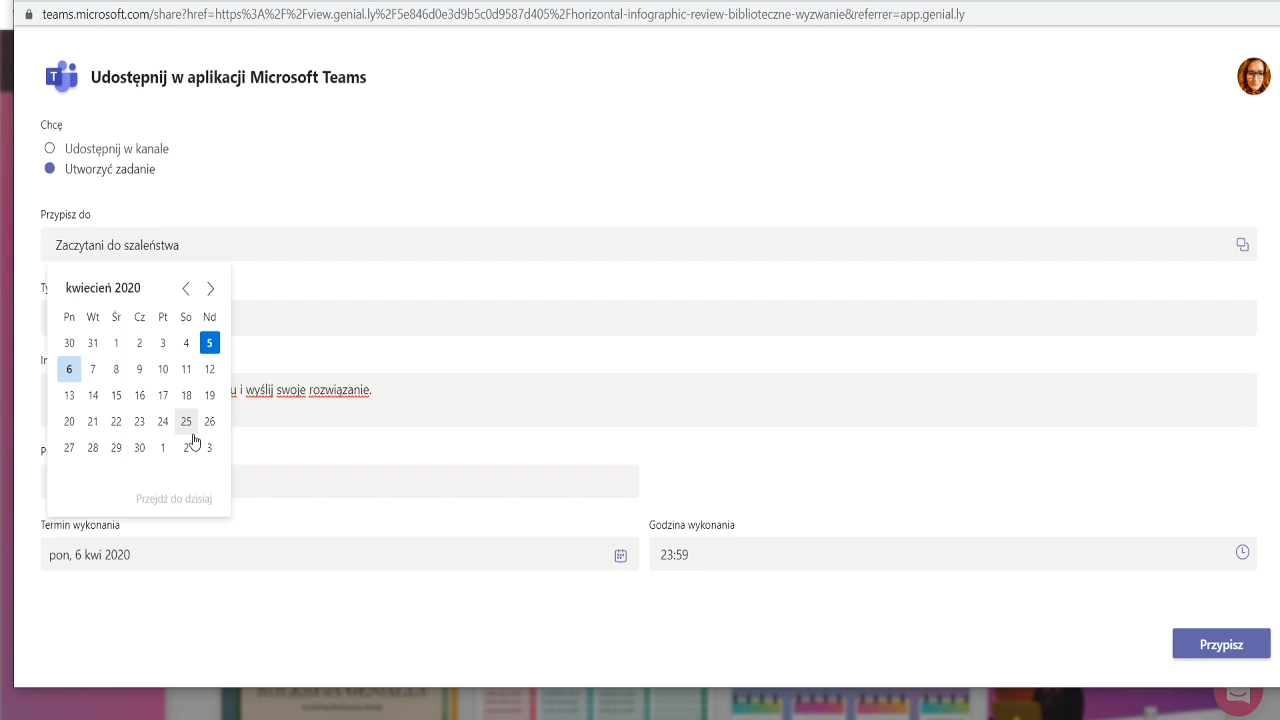 teams.microsoft.com/share?href=https%3A%2F%2Fview.genial.ly%2F5e846d0e3d9b5c0d9587d405%2Fhorizontal-infographic-review-biblioteczne-wyzwanie&referrer=app.genial.ly
T
Udostępnij w aplikacji Microsoft Teams
Chcę
Udostępnij w kanale
Utworzyć zadanie
Przypisz do
Zaczytani do szaleństwa
kwiecień 2020
Pn Wt Śr Cz Pt So Nd
30 31 1 2 3 4 5
6 7 8 9 10 11 12
13 14 15 16 17 18 19
20 21 22 23 24 25 26
27 28 29 30 1 2 3
Przejdź do dzisiaj
i wyślij swoje rozwiązanie.
Termin wykonania
pon, 6 kwi 2020
Godzina wykonania
23:59
Przypisz